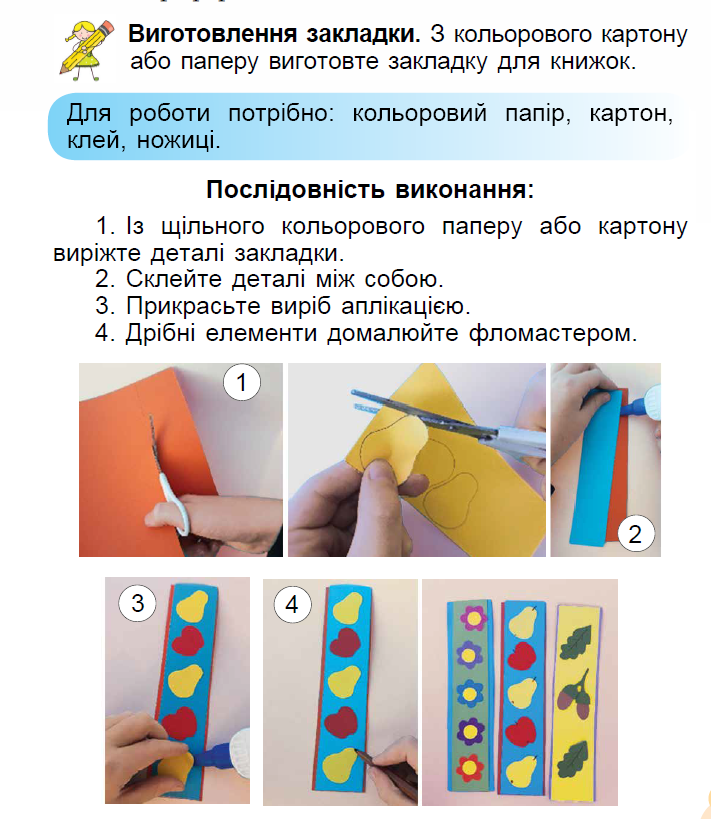 Виготовлення закладки. З кольорового картону
або паперу виготовте закладку для книжок.
Для роботи потрібно: кольоровий папір, картон,
клей, ножиці.
Послідовність виконання:
1. Із щільного кольорового паперу або картону
виріжте деталі закладки.
2. Склейте деталі між собою.
3. Прикрасьте виріб аплікацією.
4. Дрібні елементи домалюйте фломастером.
1
2
3
4